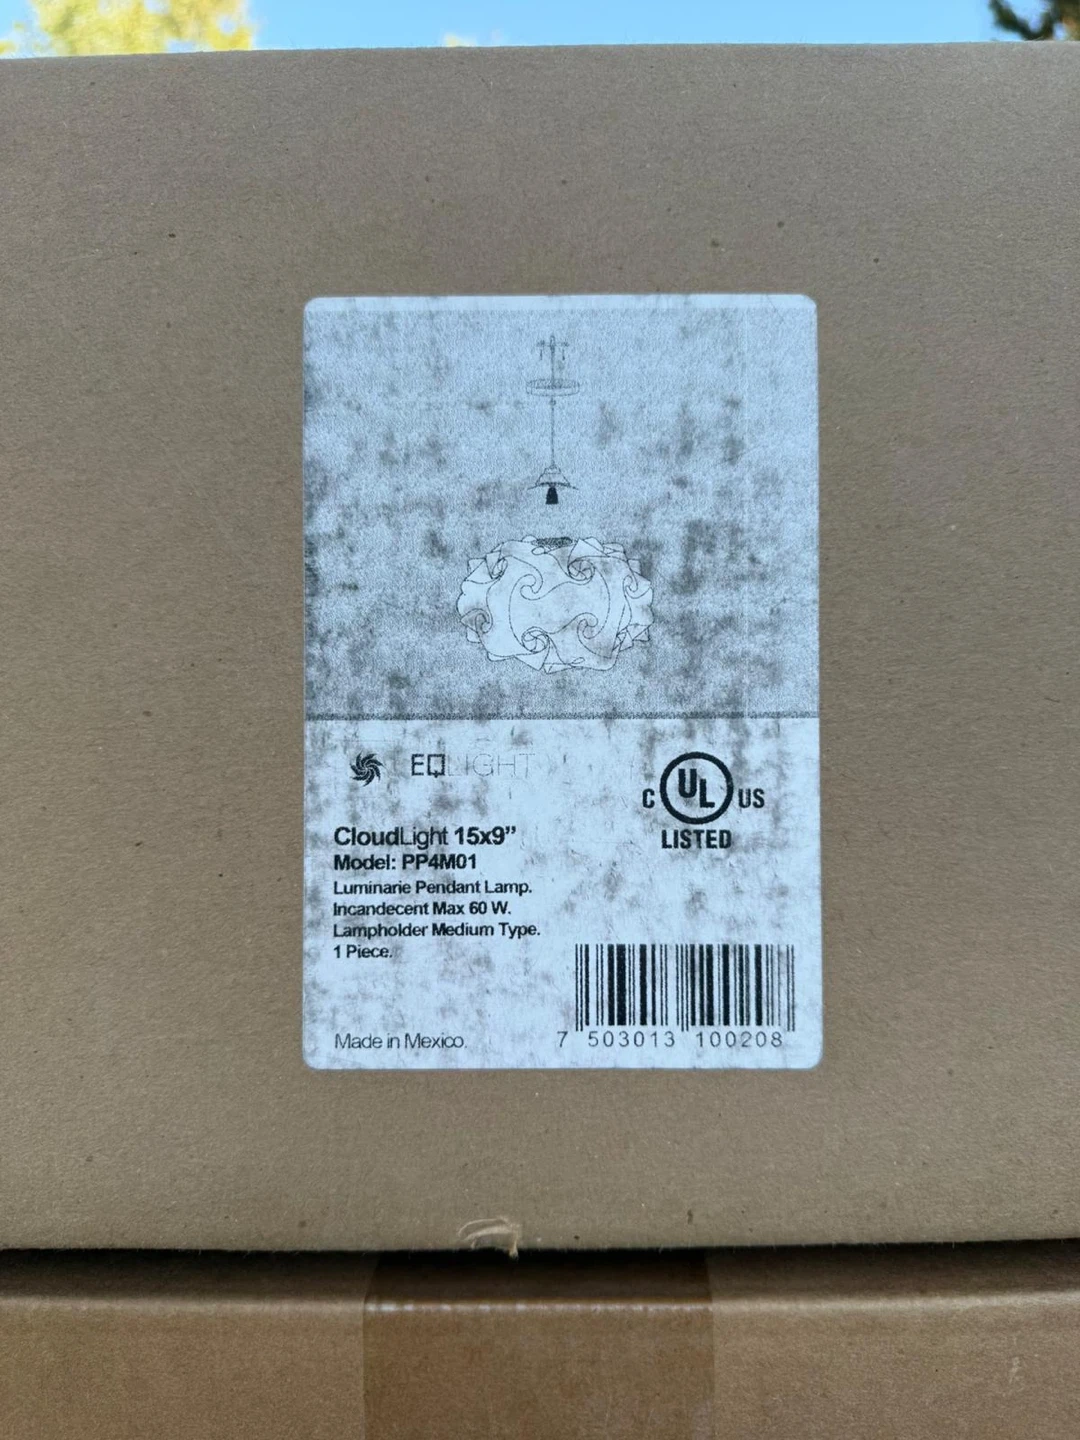 EQLIGHT
C UL US
LISTED
CloudLight 15x9”
Model: PP4M01
Luminarie Pendant Lamp.
Incandecent Max 60 W.
Lampholder Medium Type.
1 Piece.
Made in Mexico.
7 503013 100208